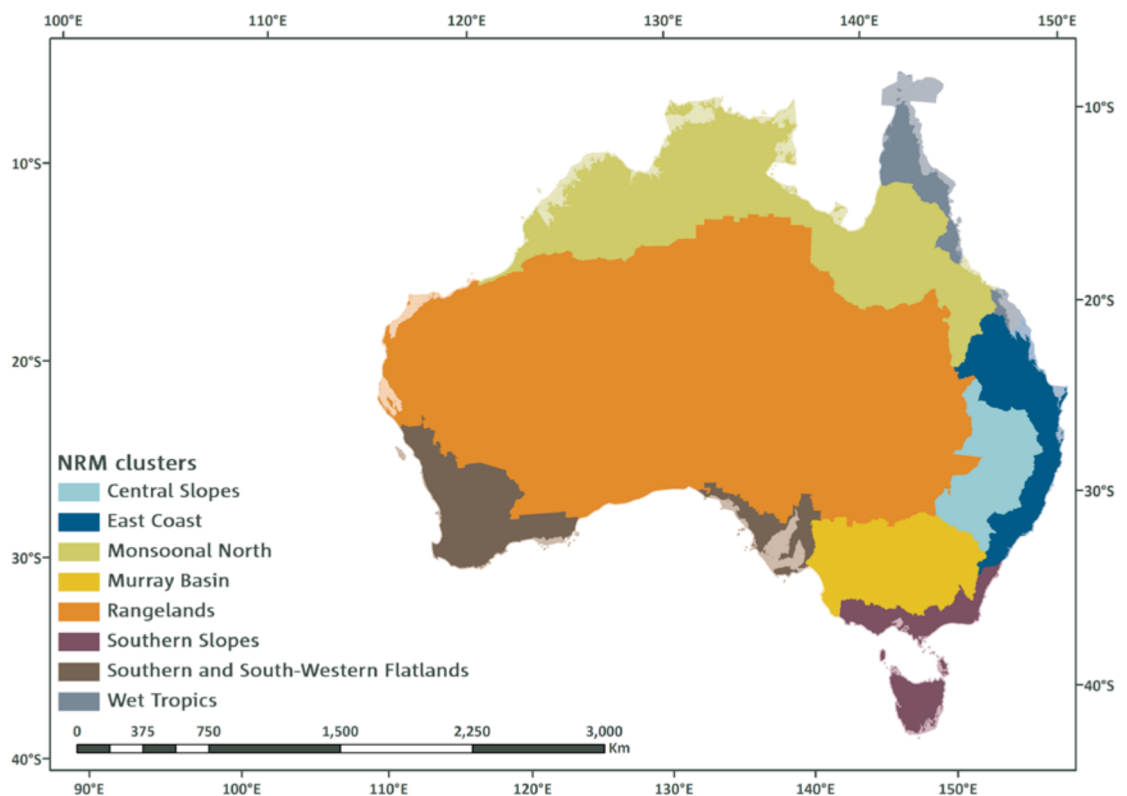 100°E 110°E 120°E 130°E 140°E 150°E
10°S
10°S
20°S
20°S
NRM clusters
Central Slopes
30°S
East Coast
Monsoonal North
30°S
Murray Basin
Rangelands
Southern Slopes
Southern and South-Western Flatlands
40°S
Wet Tropics
0 375 750 1,500 2,250 3,000
Km
40°S
90°E 100°E 110°E 120°E 130°E 140°E 150°E